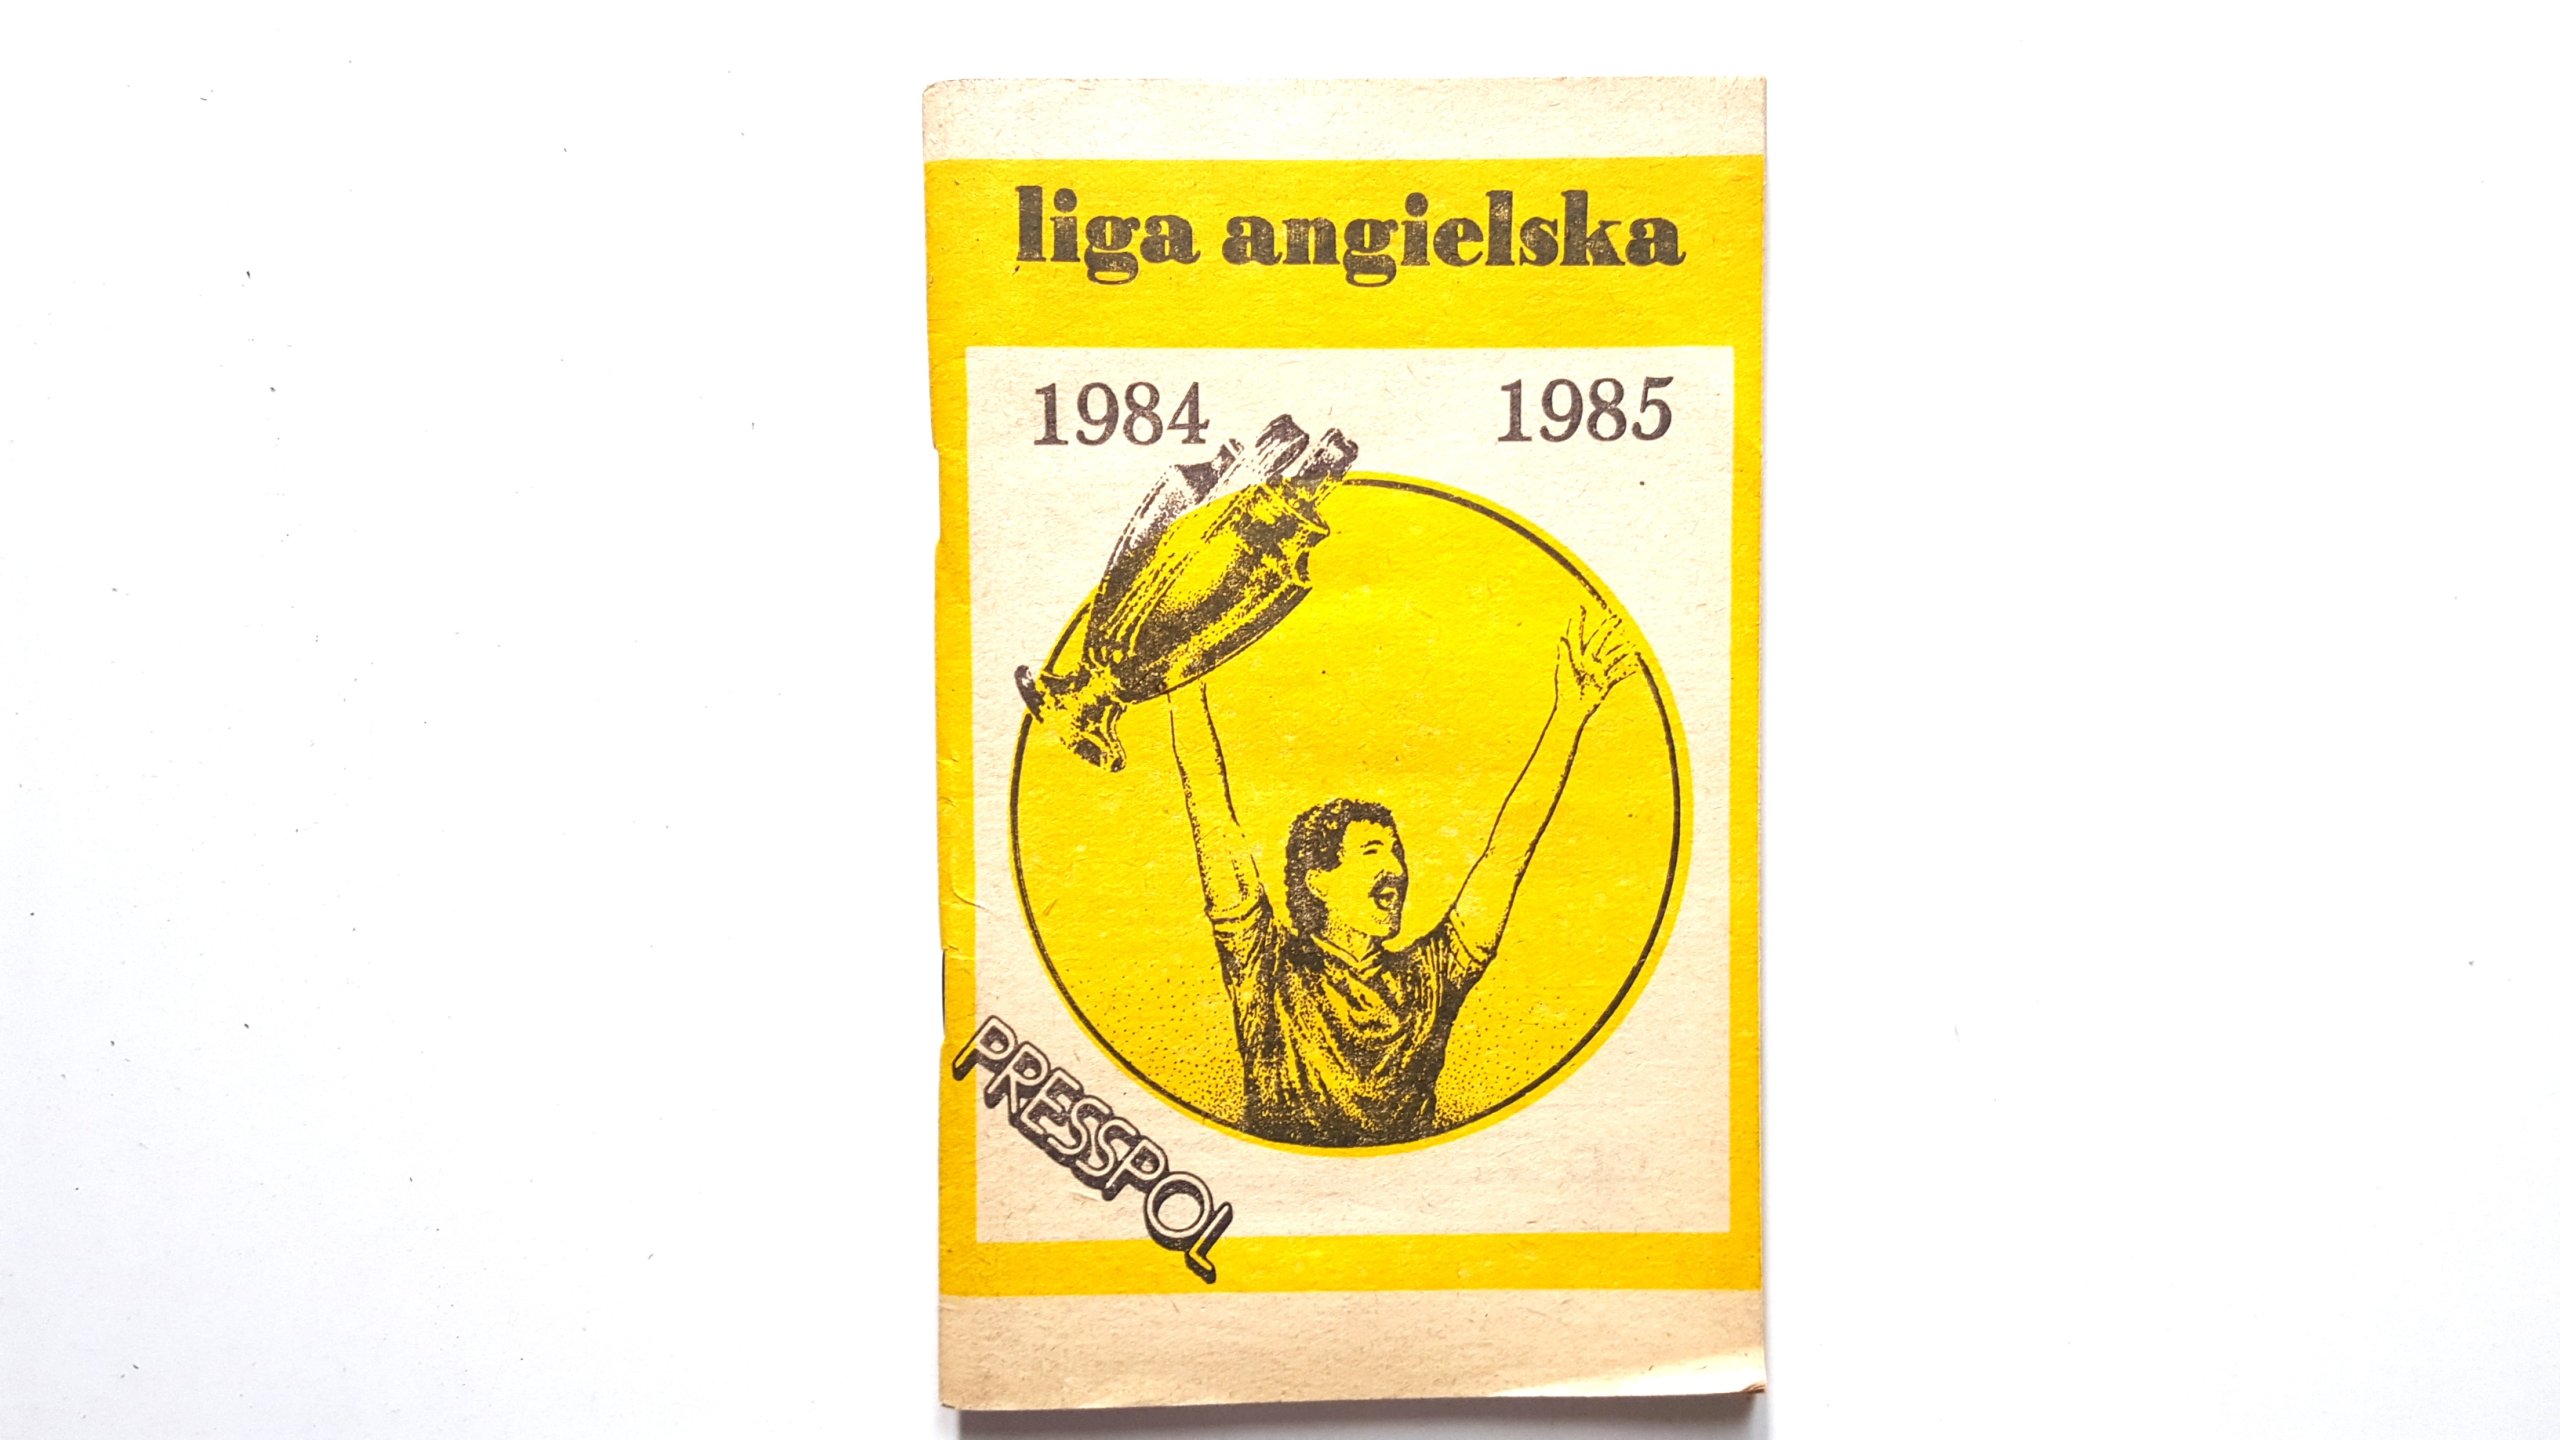 liga angielska
1984 1985
PRESSPOL